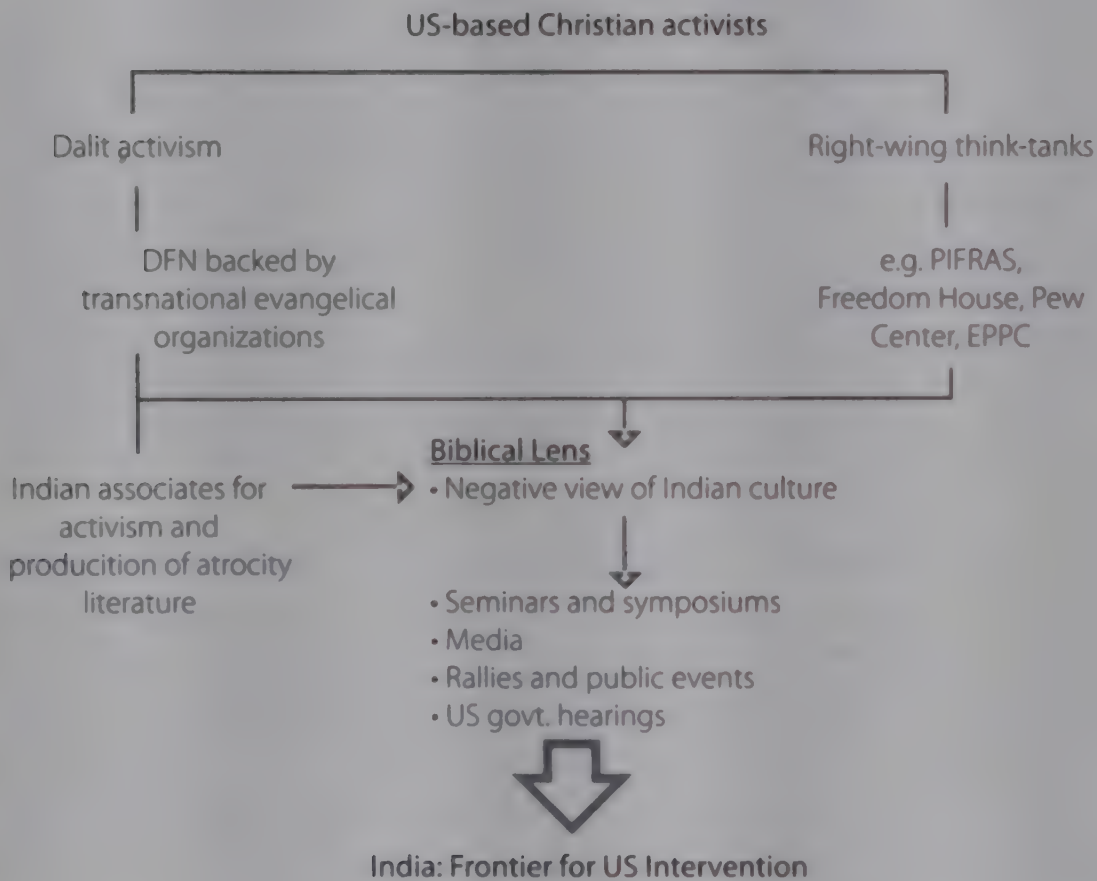 US-based Christian activists
Dalit activism
Right-wing think-tanks
DFN backed by
transnational evangelical
organizations
e.g. PIFRAS,
Freedom House, Pew
Center, EPPC
Biblical Lens
• Negative view of Indian culture
Indian associates for
activism and
producition of atrocity
literature
• Seminars and symposiums
• Media
• Rallies and public events
• US govt. hearings
India: Frontier for US Intervention